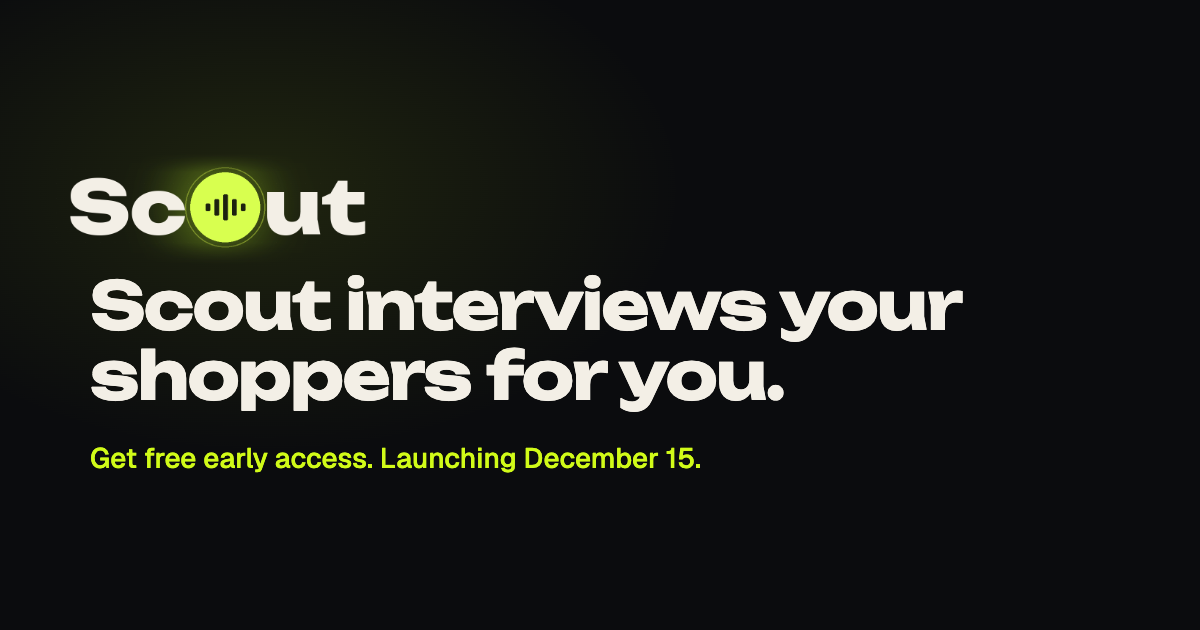 Scout
Scout interviews your
shoppers for you.
Get free early access. Launching December 15.